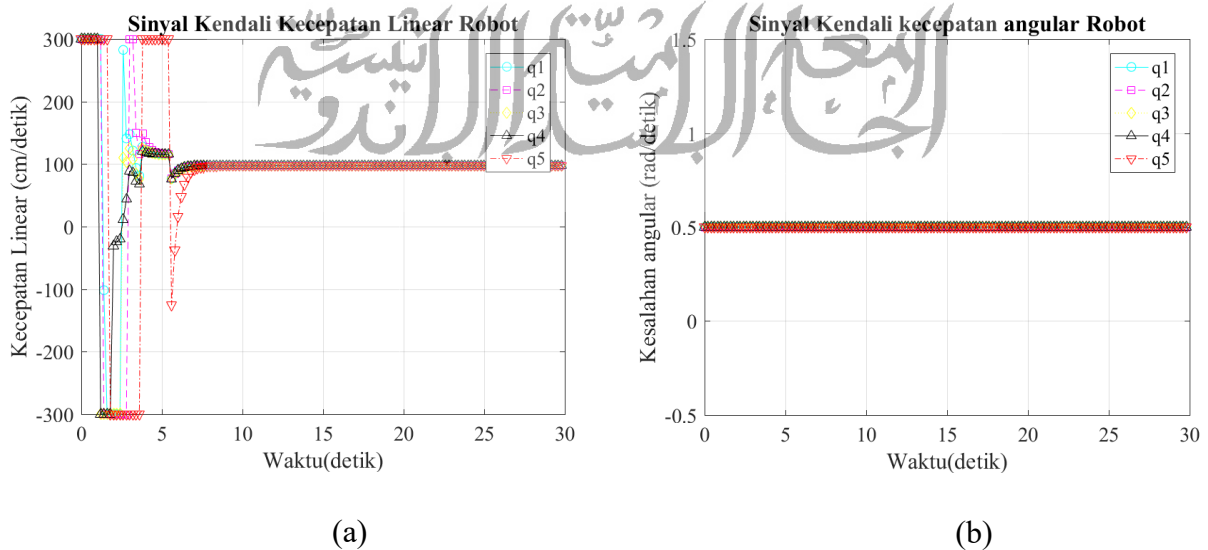 Sinyal Kendali Kecepatan Linear Robot
300
200
100
0
-100
-200
-300
0
5
10
15
20
25
30
Kecepatan Linear (cm/detik)
Waktu(detik)
q1
q2
q3
q4
q5
(a)
Sinyal Kendali kecepatan angular Robot
1.5
1
0.5
0
-0.5
0
5
10
15
20
25
30
Kesalahan angular (rad/detik)
Waktu(detik)
q1
q2
q3
q4
q5
(b)